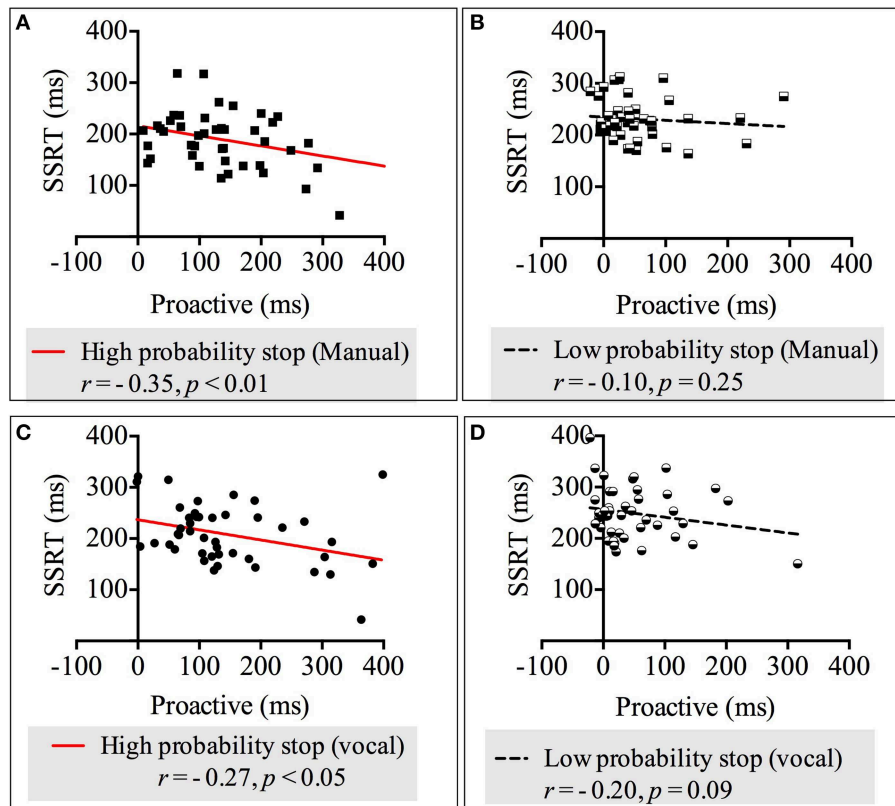 A
400
300
200
100
SSRT (ms)
-100 0 100 200 300 400
Proactive (ms)
High probability stop (Manual)
r = - 0.35, p < 0.01
B
400
300
200
100
SSRT (ms)
-100 0 100 200 300 400
Proactive (ms)
Low probability stop (Manual)
r = - 0.10, p = 0.25
C
400
300
200
100
SSRT (ms)
-100 0 100 200 300 400
Proactive (ms)
High probability stop (vocal)
r = - 0.27, p < 0.05
D
400
300
200
100
SSRT (ms)
-100 0 100 200 300 400
Proactive (ms)
Low probability stop (vocal)
r = - 0.20, p = 0.09